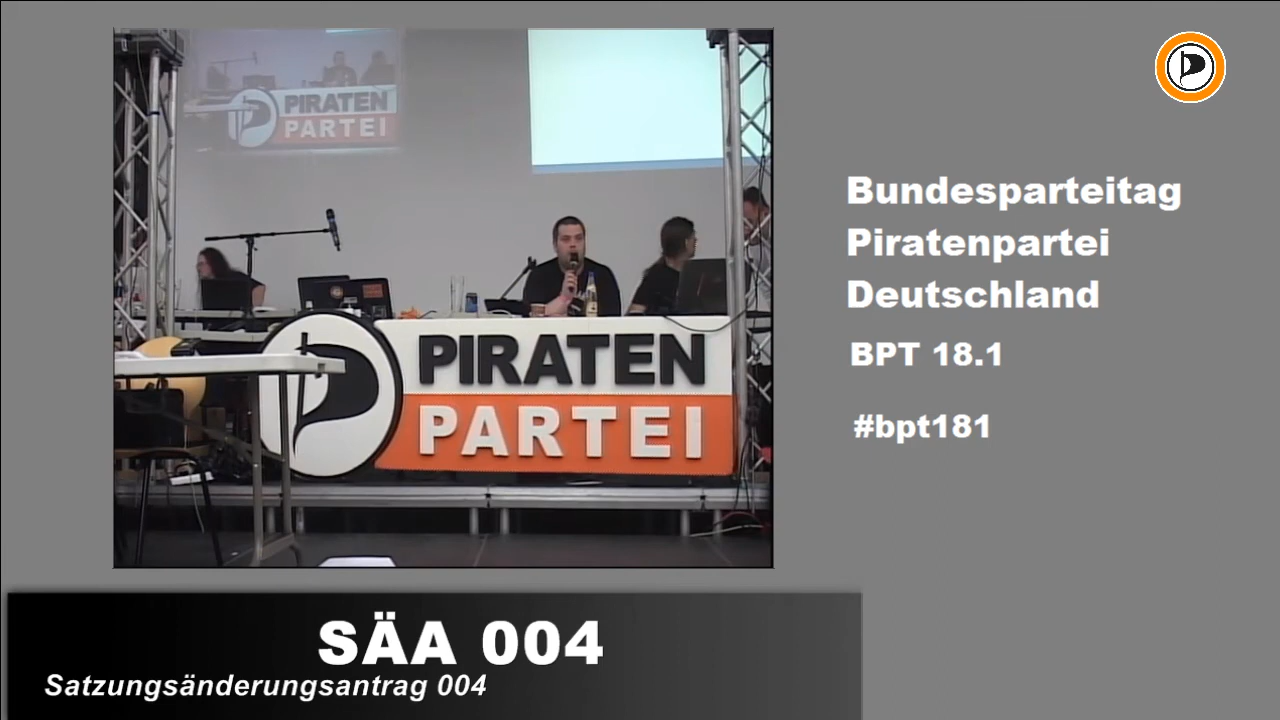 PIRATEN
PARTEI
PIRATEN
PARTEI
Bundesparteitag
Piratenpartei
Deutschland
BPT 18.1
#bpt181
SÄA 004
Satzungsänderungsantrag 004